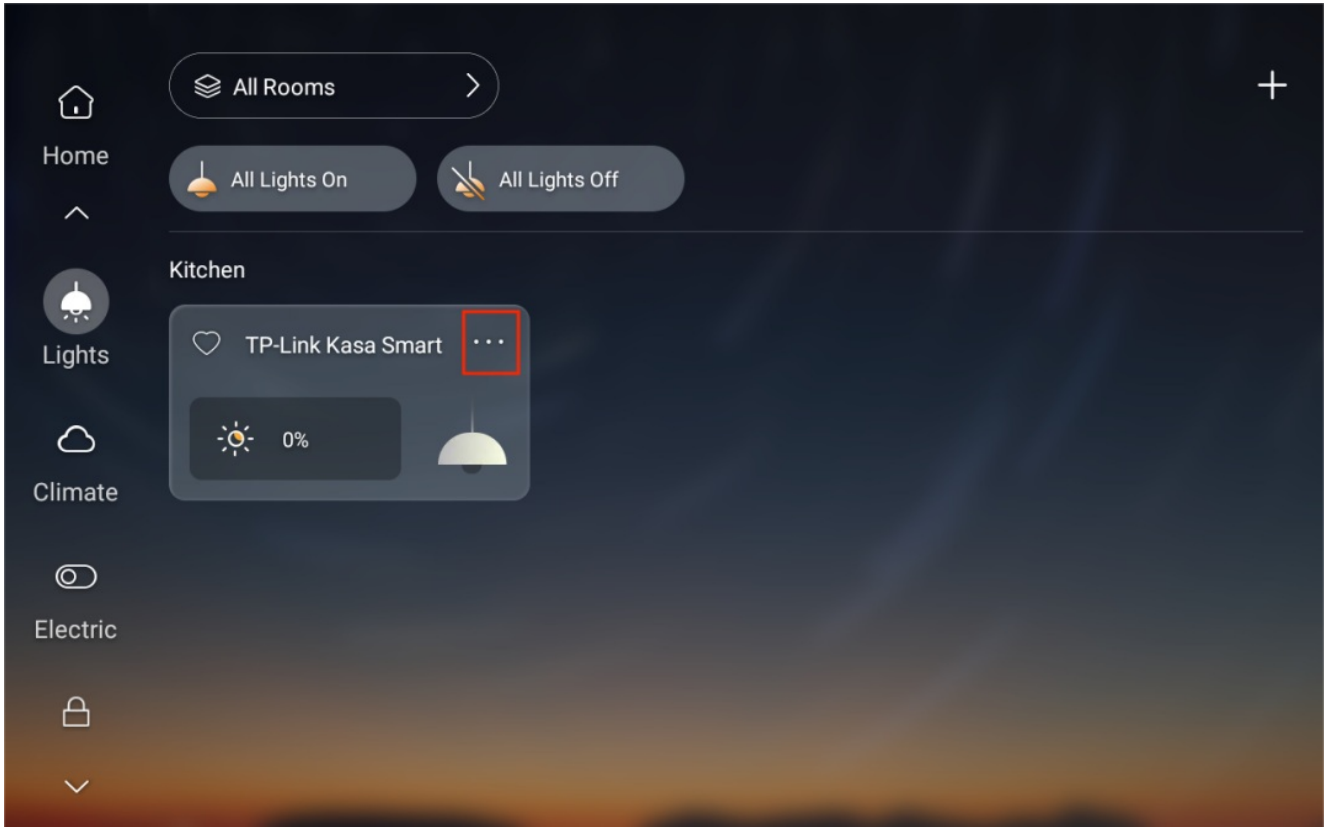 All Rooms
Home
All Lights On
All Lights Off
Kitchen
TP-Link Kasa Smart ...
Lights
0%
Climate
Electric